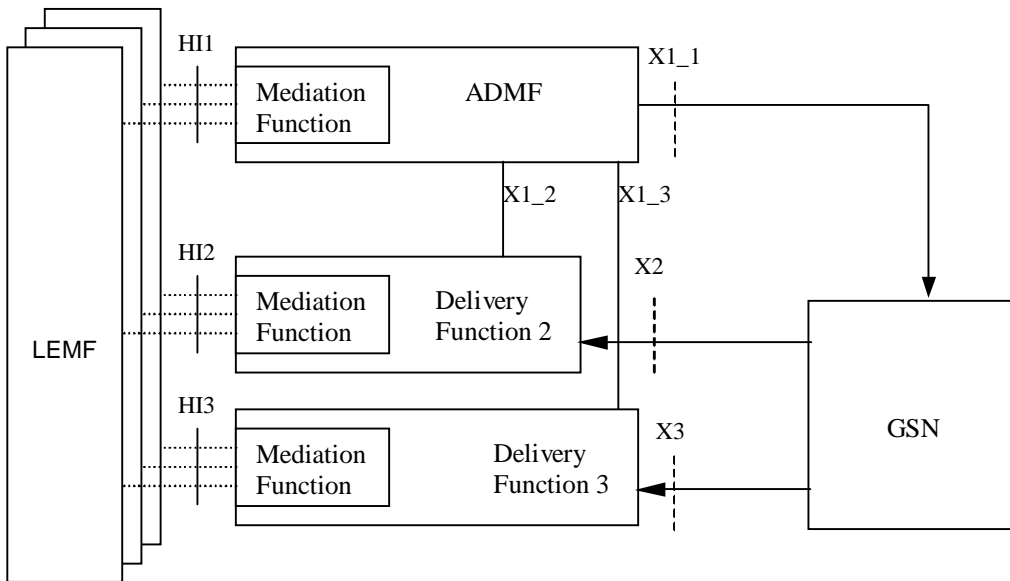 HI1
Mediation
Function
ADMF
X1_1
X1_2
X1_3
HI2
Mediation
Function
Delivery
Function 2
X2
LEMF
HI3
Mediation
Function
Delivery
Function 3
X3
GSN